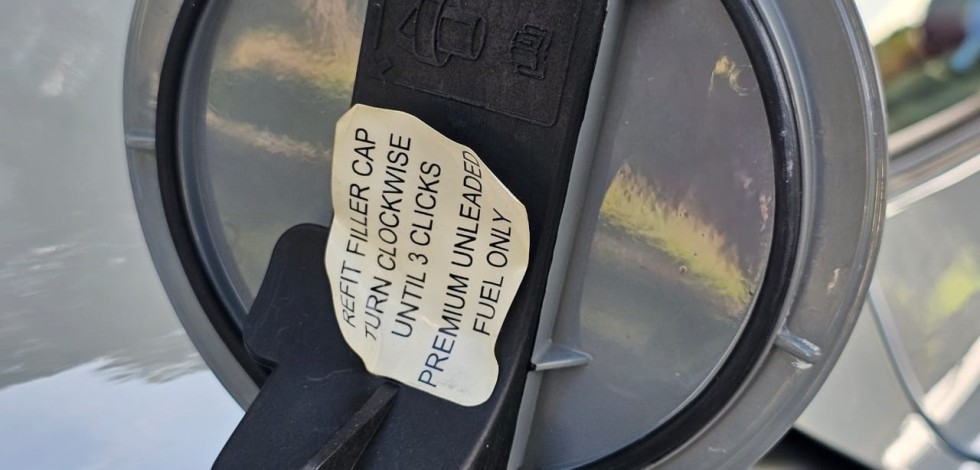 REFIT FILLER CAP
TURN CLOCKWISE
UNTIL 3 CLICKS
PREMIUM UNLEADED
FUEL ONLY